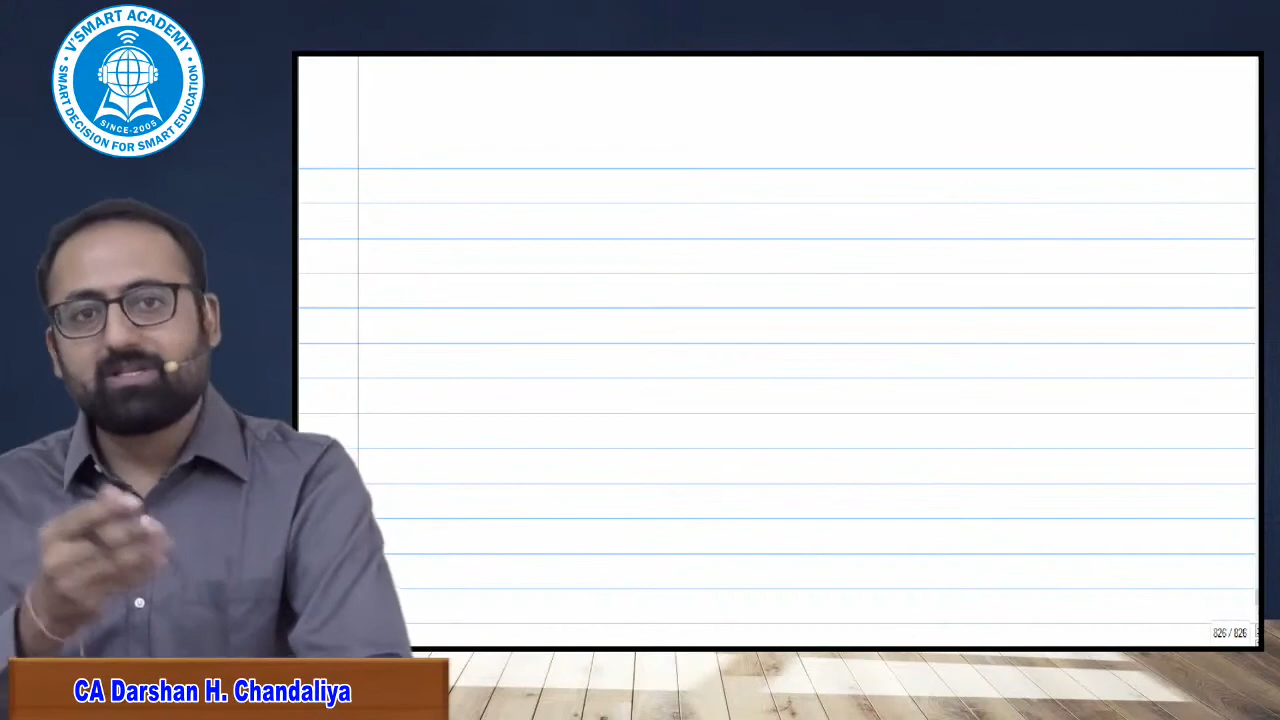 V'SMART ACADEMY
SMART DECISION FOR SMART EDUCATION
SINCE-2005
826 / 826
CA Darshan H. Chandaliya